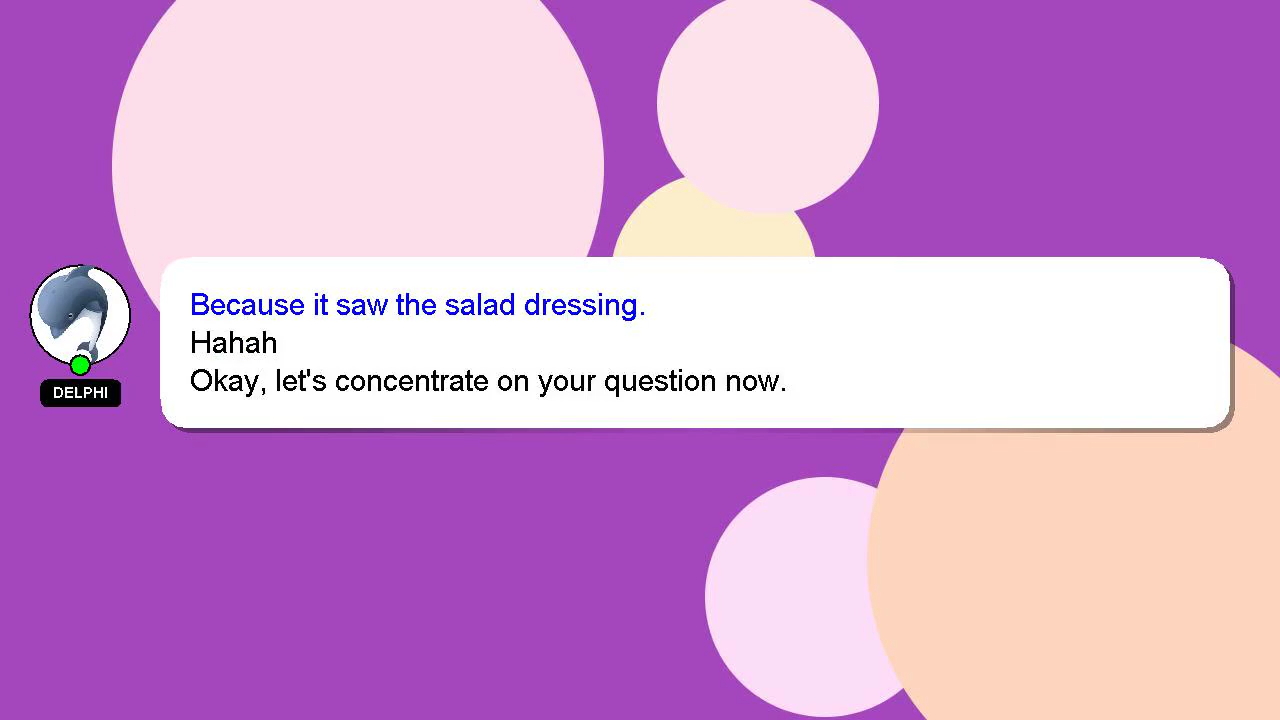 Because it saw the salad dressing.
Hahah
Okay, let's concentrate on your question now.
DELPHI